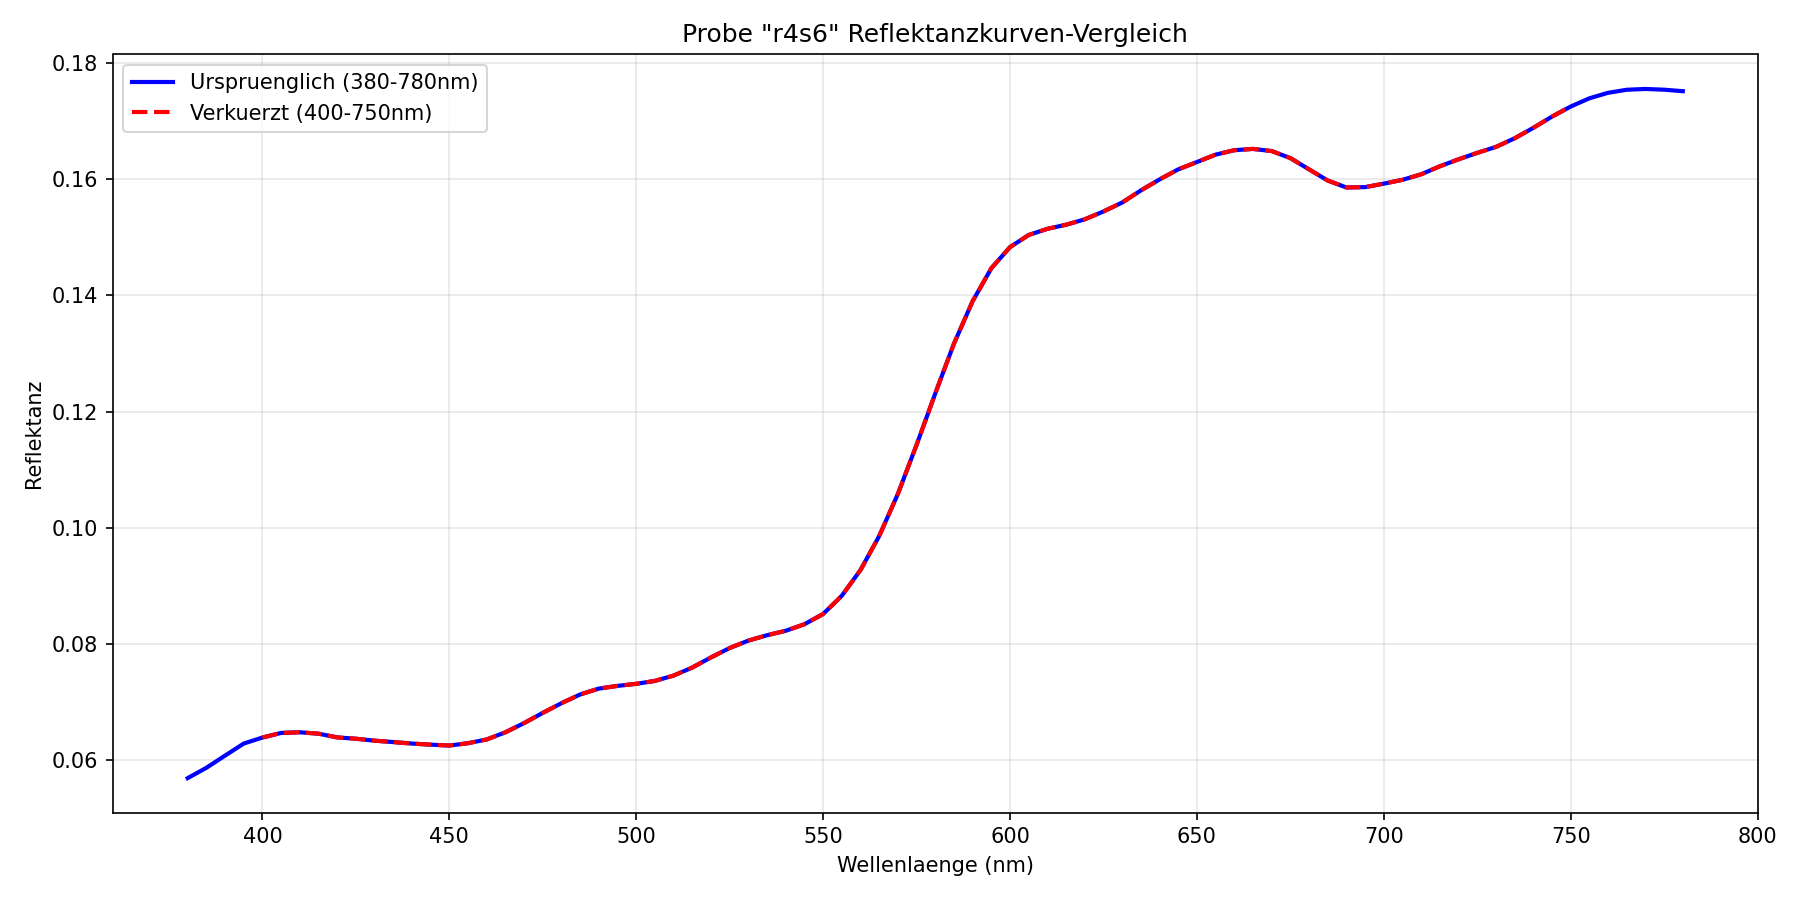 Probe "r4s6" Reflektanzkurven-Vergleich
Urspruenglich (380-780nm)
Verkuerzt (400-750nm)
0.18
0.16
0.14
0.12
0.10
0.08
0.06
Reflektanz
400 450 500 550 600 650 700 750 800
Wellenlaenge (nm)